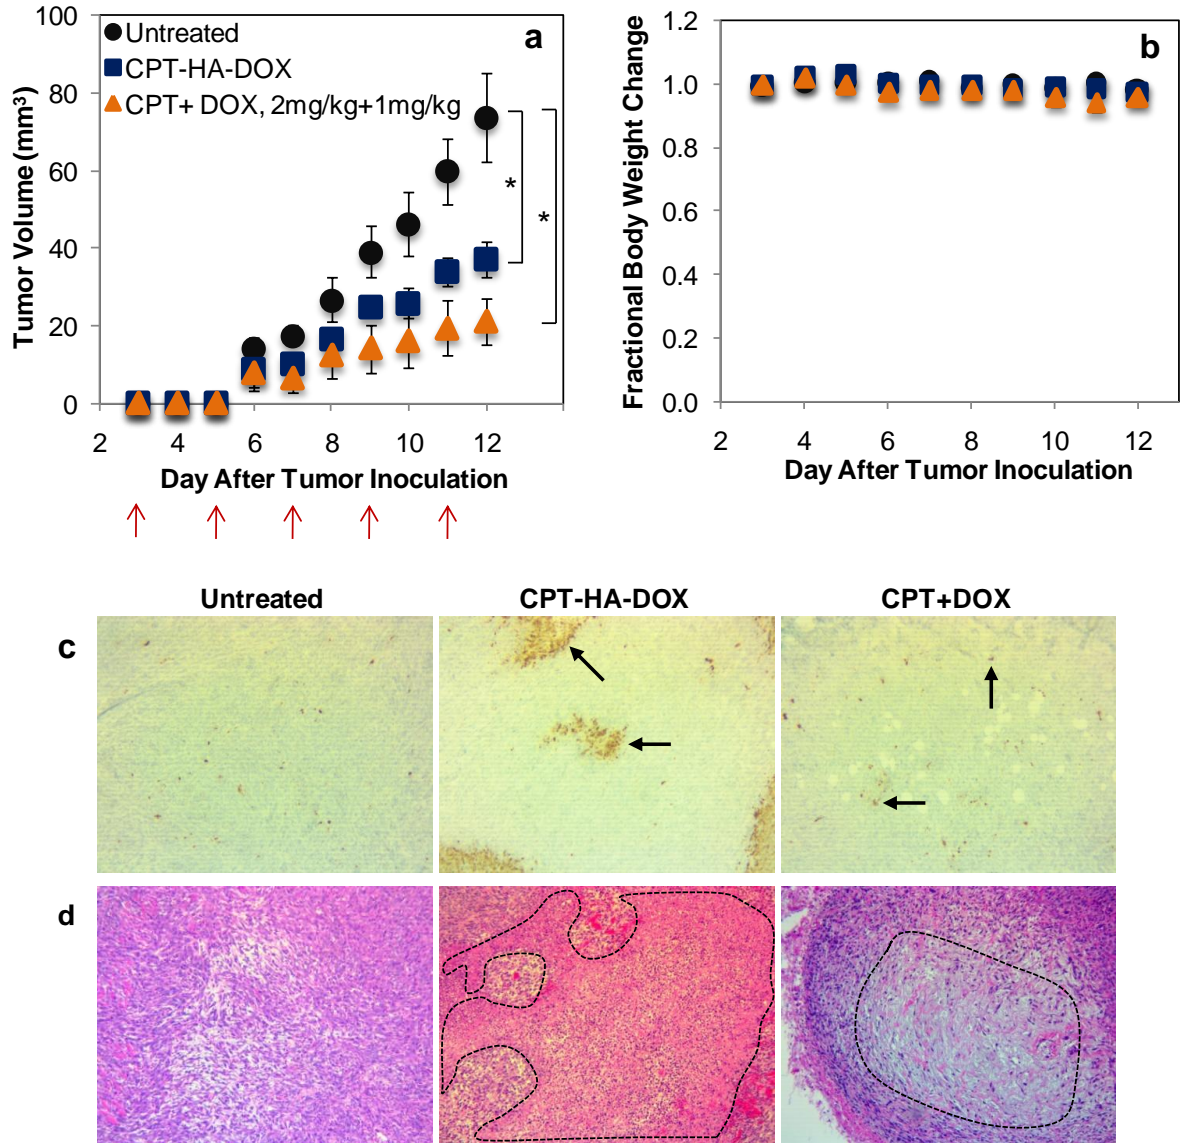 a
Untreated
CPT-HA-DOX
CPT+ DOX, 2mg/kg+1mg/kg
Tumor Volume (mm³)
100
80
60
40
20
0
*
*
2 4 6 8 10 12
Day After Tumor Inoculation
b
Fractional Body Weight Change
1.2
1.0
0.8
0.6
0.4
0.2
0.0
2 4 6 8 10 12
Day After Tumor Inoculation
Untreated CPT-HA-DOX CPT+DOX
c
d